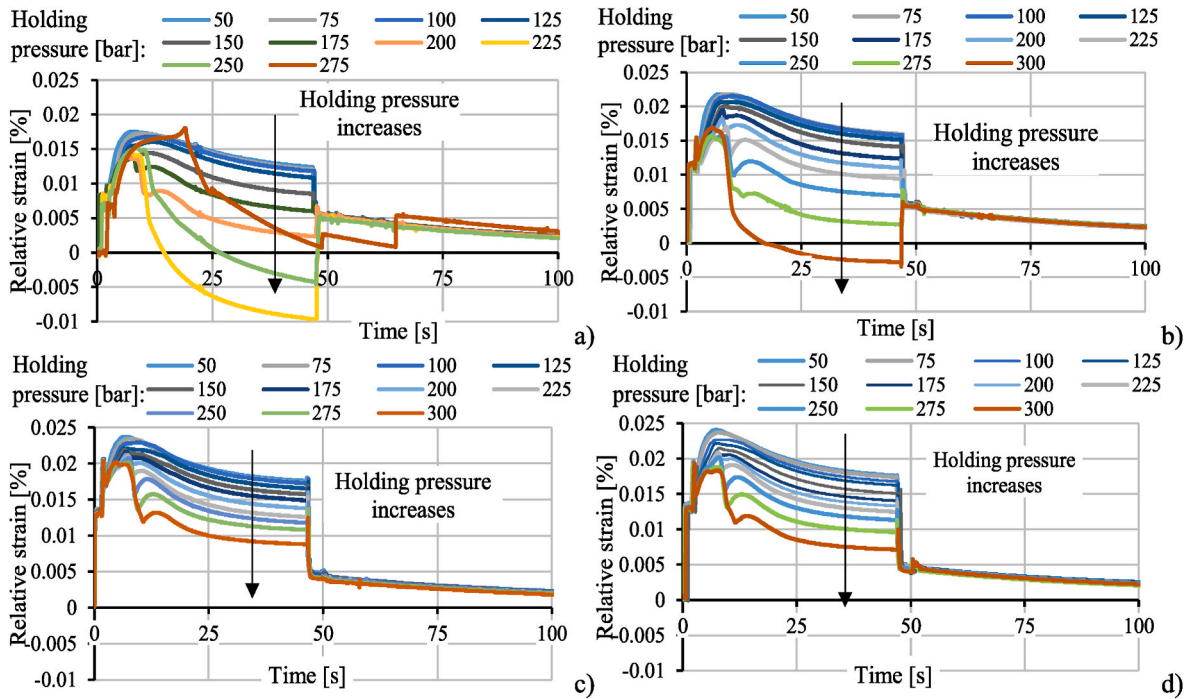 Holding
pressure [bar]:
50 75 100 125
150 175 200 225
250 275
Relative strain [%]
0.025
0.02
0.015
0.01
0.005
0
-0.005
-0.01
0 25 50 75 100
Holding pressure
increases
Time [s]
a)
Holding
pressure [bar]:
50 75 100 125
150 175 200 225
250 275 300
Relative strain [%]
0.025
0.02
0.015
0.01
0.005
0
-0.005
-0.01
0 25 50 75 100
Holding pressure
increases
Time [s]
b)
Holding
pressure [bar]:
50 75 100 125
150 175 200 225
250 275 300
Relative strain [%]
0.025
0.02
0.015
0.01
0.005
0
-0.005
-0.01
0 25 50 75 100
Holding pressure
increases
Time [s]
c)
Holding
pressure [bar]:
50 75 100 125
150 175 200 225
250 275 300
Relative strain [%]
0.025
0.02
0.015
0.01
0.005
0
-0.005
-0.01
0 25 50 75 100
Holding pressure
increases
Time [s]
d)